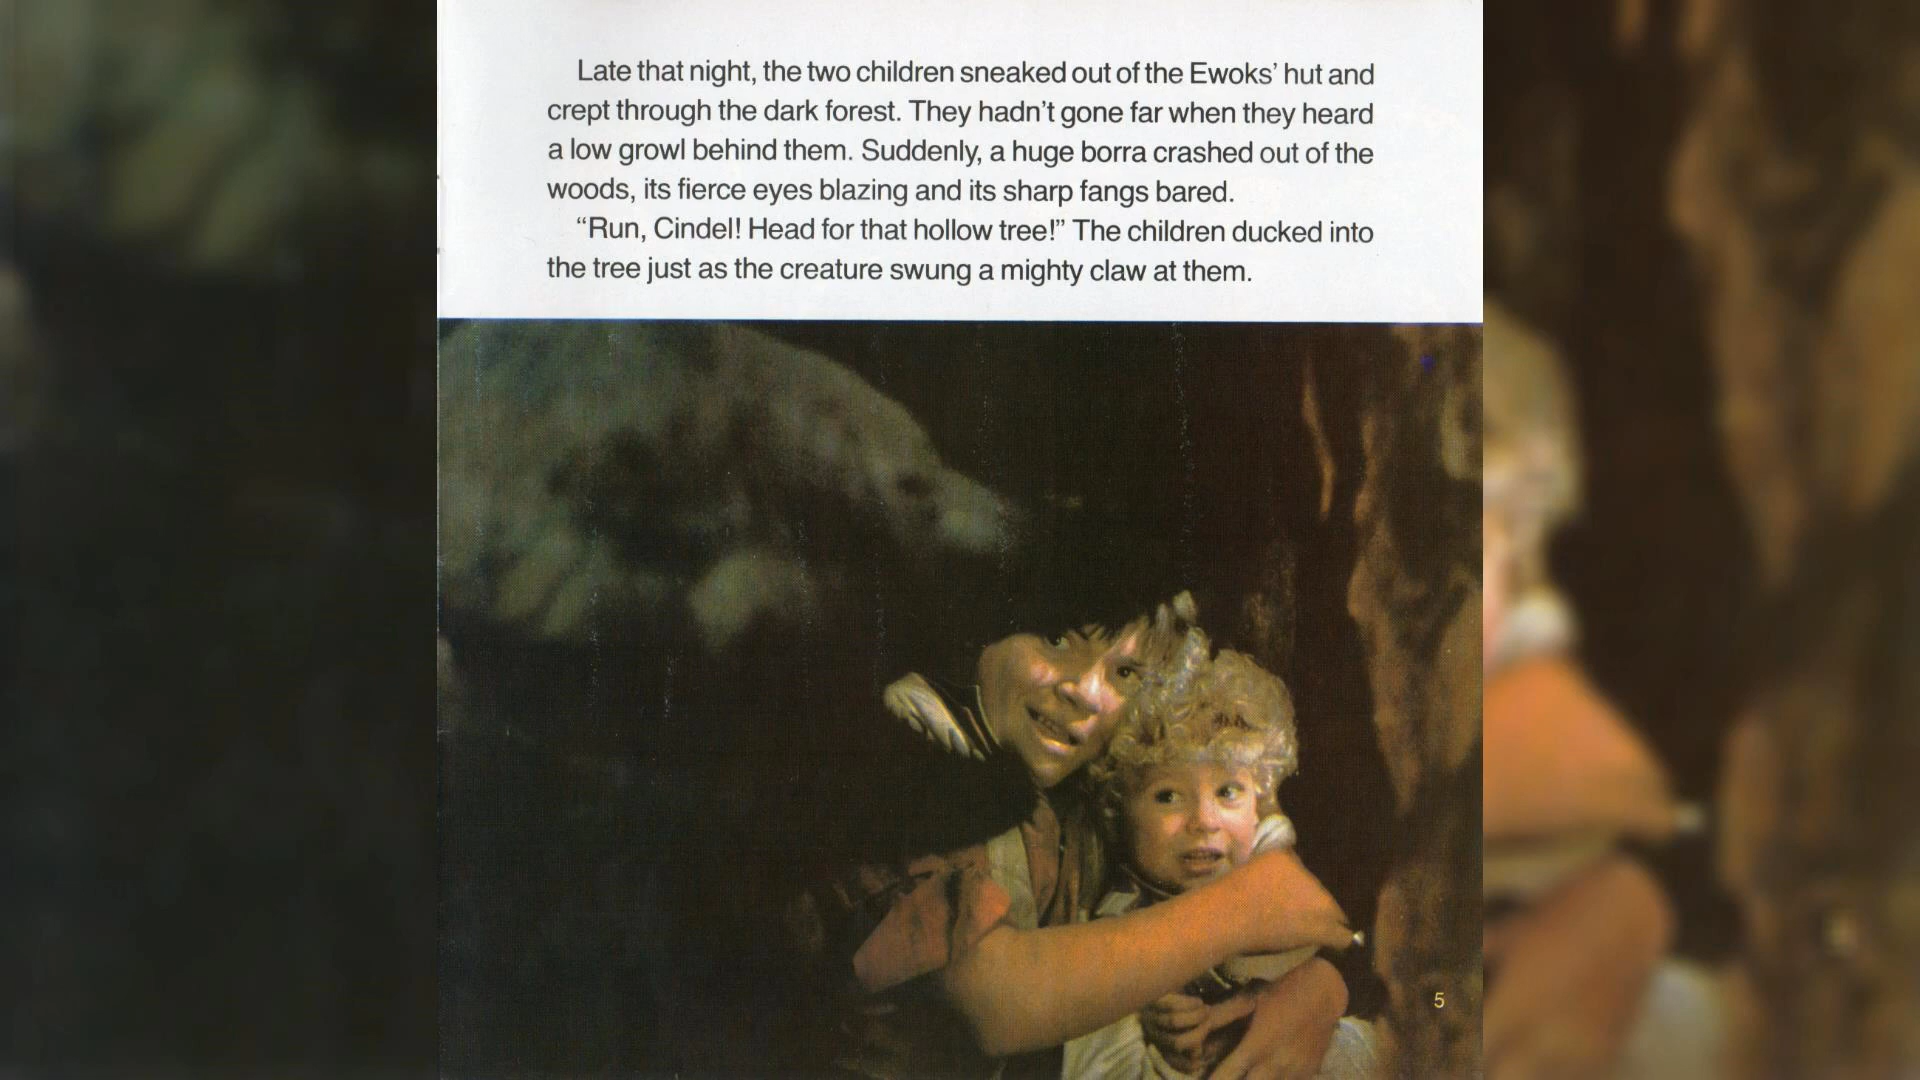 Late that night, the two children sneaked out of the Ewoks’ hut and
crept through the dark forest. They hadn’t gone far when they heard
a low growl behind them. Suddenly, a huge borra crashed out of the
woods, its fierce eyes blazing and its sharp fangs bared.
“Run, Cindel! Head for that hollow tree!” The children ducked into
the tree just as the creature swung a mighty claw at them.
5